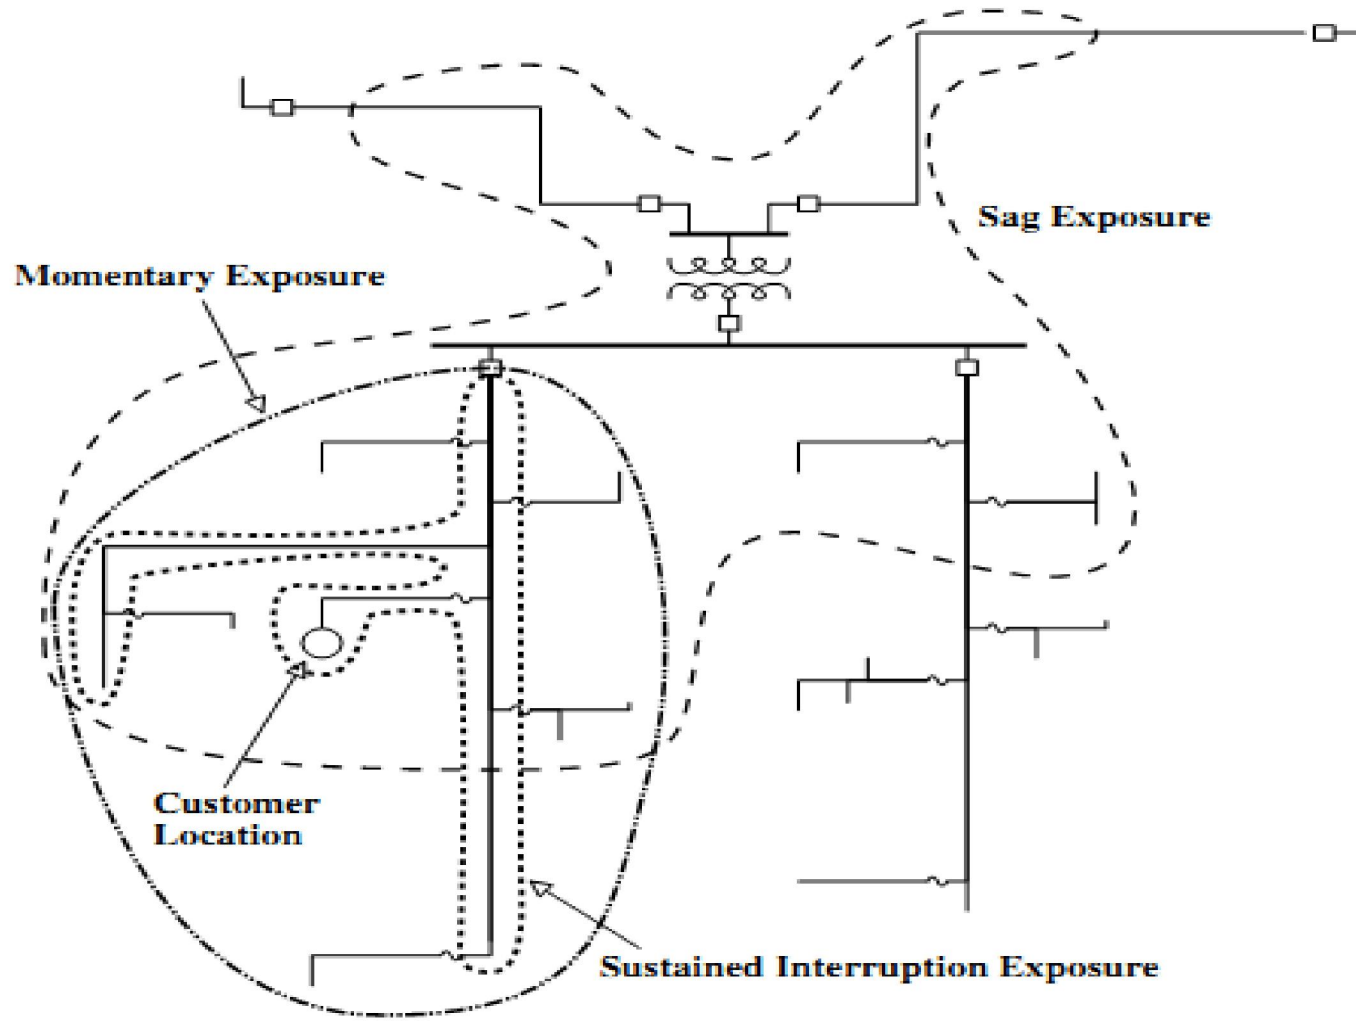 Sag Exposure
Momentary Exposure
Customer
Location
Sustained Interruption Exposure